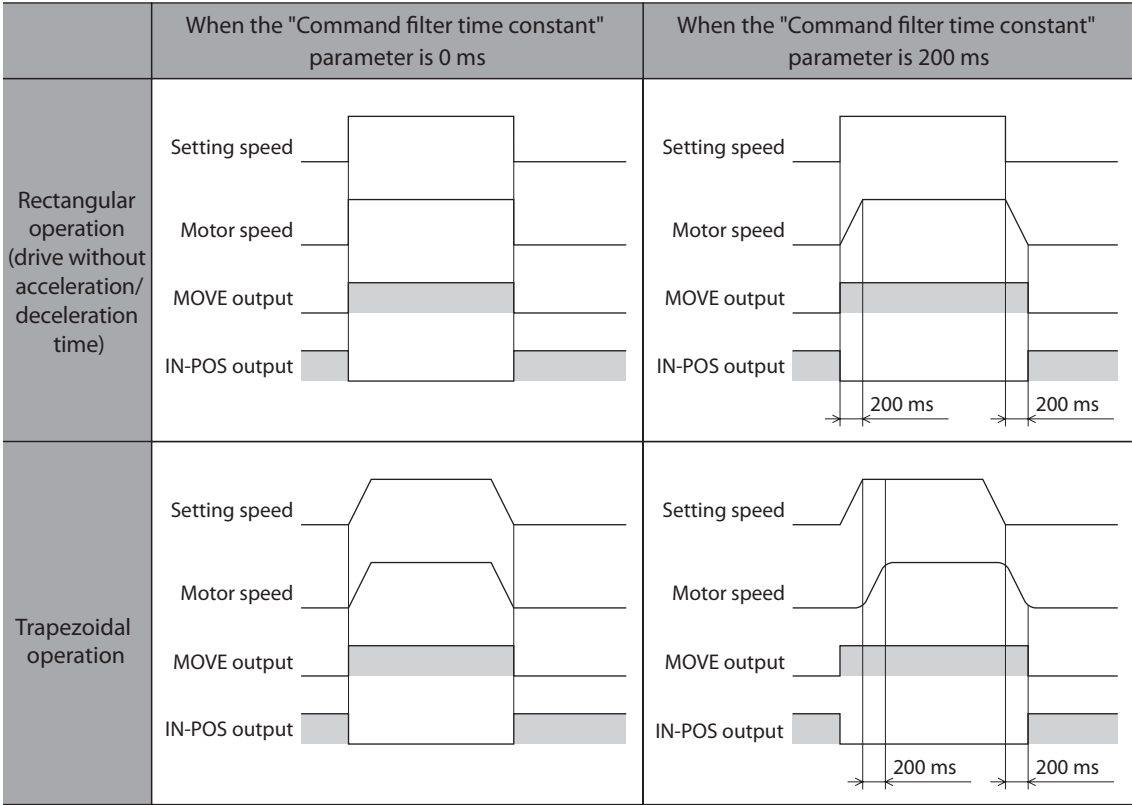 When the "Command filter time constant"
parameter is 0 ms
When the "Command filter time constant"
parameter is 200 ms
Rectangular
operation
(drive without
acceleration/
deceleration
time)
Setting speed
Motor speed
MOVE output
IN-POS output
Setting speed
Motor speed
MOVE output
IN-POS output
200 ms
200 ms
Trapezoidal
operation
Setting speed
Motor speed
MOVE output
IN-POS output
Setting speed
Motor speed
MOVE output
IN-POS output
200 ms
200 ms